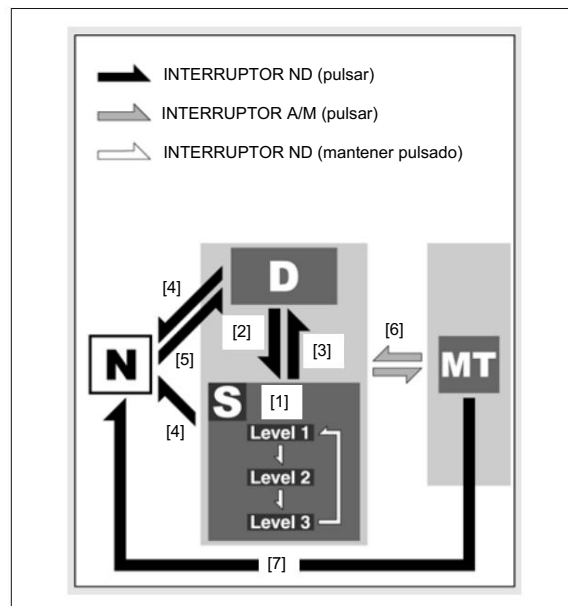 INTERRUPTOR ND (pulsar)
INTERRUPTOR A/M (pulsar)
INTERRUPTOR ND (mantener pulsado)
D
[4]
[2]
[6]
[5]
[3]
N
MT
S
[1]
[4]
Level 1
Level 2
Level 3
[7]